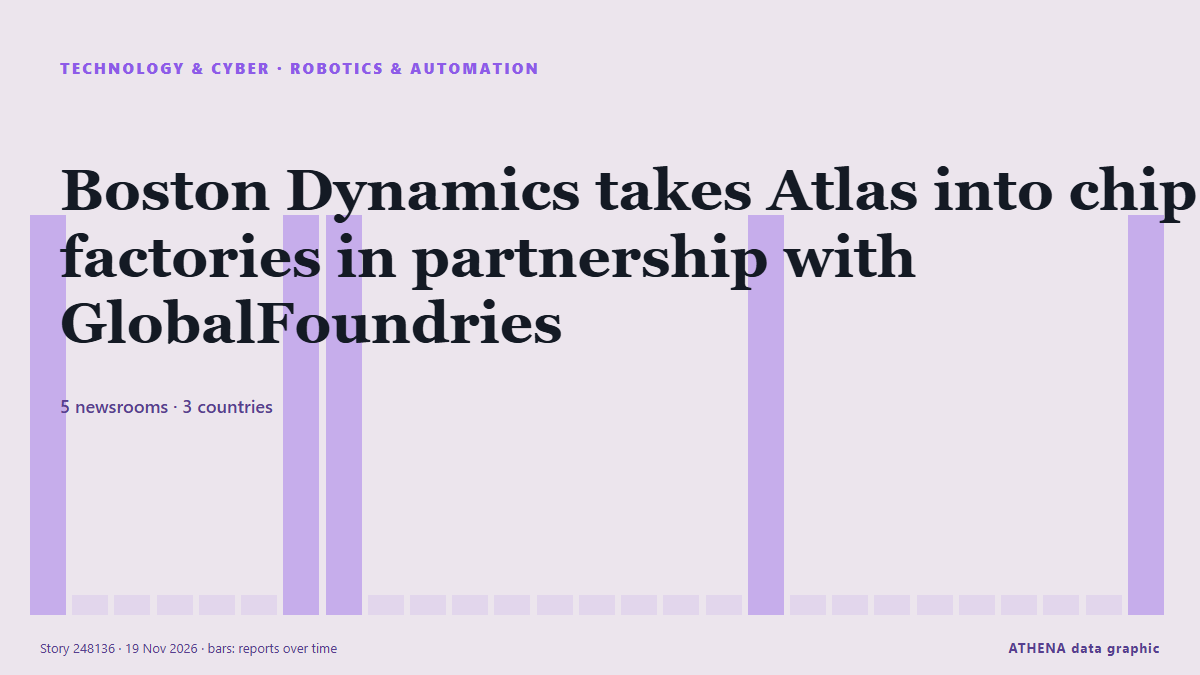 TECHNOLOGY & CYBER · ROBOTICS & AUTOMATION
Boston Dynamics takes Atlas into chip
factories in partnership with
GlobalFoundries
5 newsrooms · 3 countries
Story 248136 · 19 Nov 2026 · bars: reports over time
ATHENA data graphic